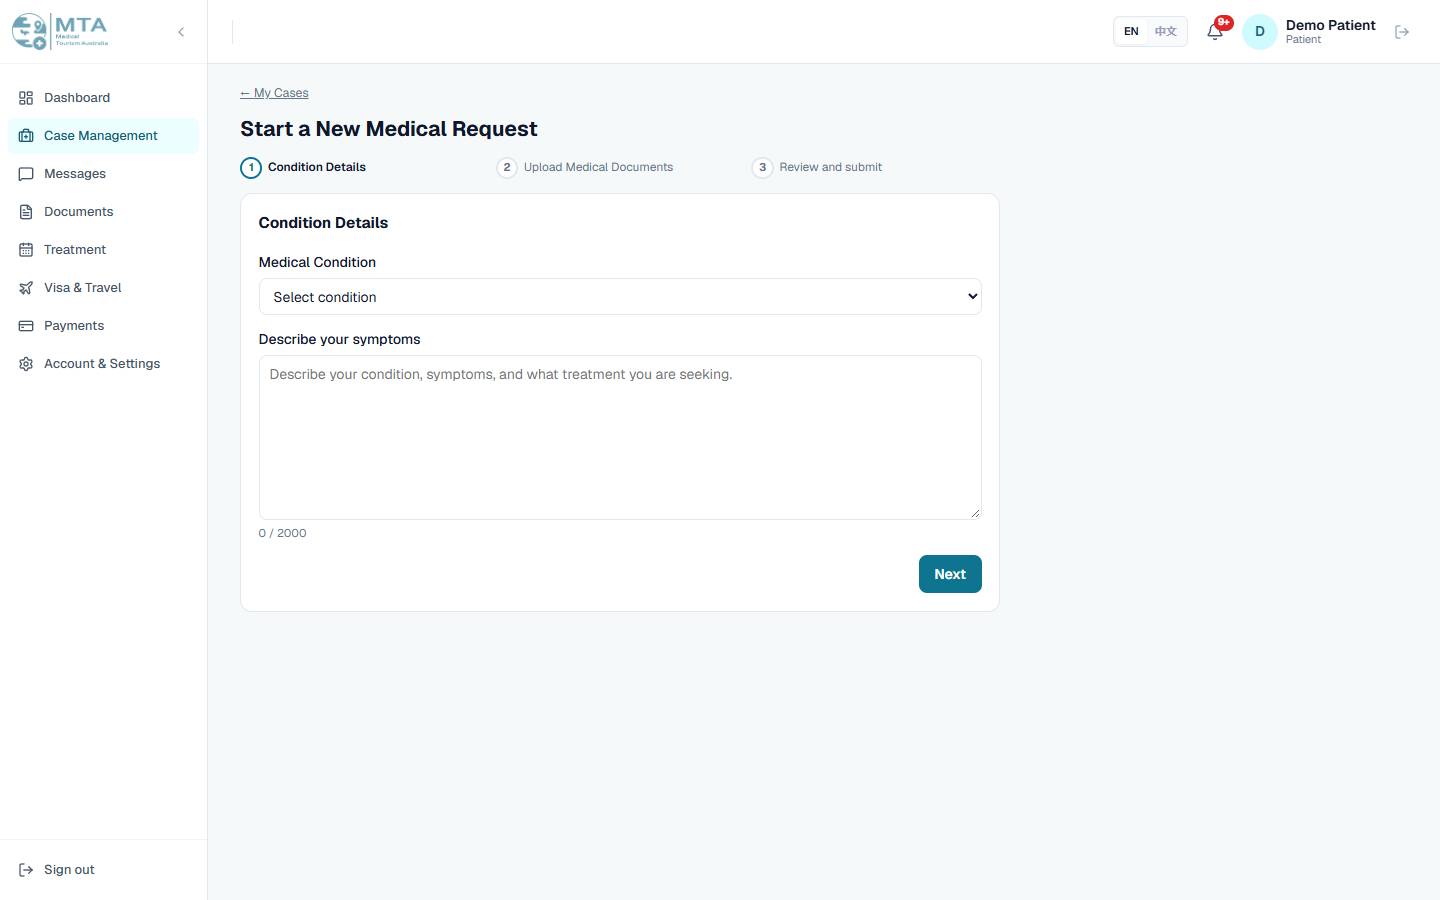 MTA
Medical
Tourism Australia
EN
中文
9+
D
Demo Patient
Patient
Dashboard
Case Management
Messages
Documents
Treatment
Visa & Travel
Payments
Account & Settings
Sign out
← My Cases
Start a New Medical Request
1 Condition Details
2 Upload Medical Documents
3 Review and submit
Condition Details
Medical Condition
Select condition
Describe your symptoms
Describe your condition, symptoms, and what treatment you are seeking.
0 / 2000
Next